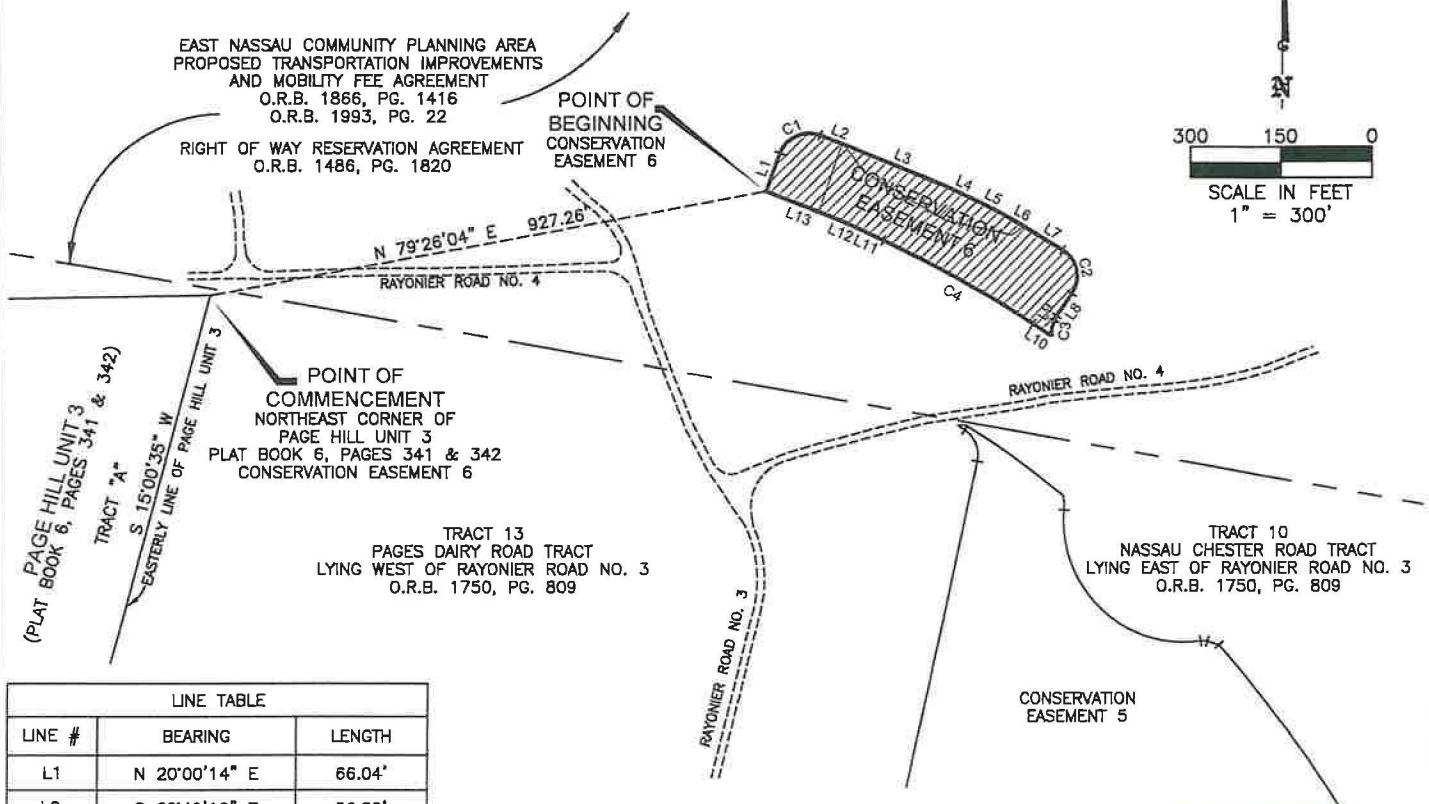 EAST NASSAU COMMUNITY PLANNING AREA
PROPOSED TRANSPORTATION IMPROVEMENTS
AND MOBILITY FEE AGREEMENT
O.R.B. 1866, PG. 1416
O.R.B. 1993, PG. 22
RIGHT OF WAY RESERVATION AGREEMENT
O.R.B. 1486, PG. 1820
POINT OF
BEGINNING
CONSERVATION
EASEMENT 6
N
300 150 0
SCALE IN FEET
1" = 300'
C1
L1
L2
L3
L4
L5
L6
L7
C2
L8
C3
L10
C4
L11
L12
L13
CONSERVATION
EASEMENT 6
N 79°26'04" E 927.26'
RAYONIER ROAD NO. 4
POINT OF
COMMENCEMENT
NORTHEAST CORNER OF
PAGE HILL UNIT 3
PLAT BOOK 6, PAGES 341 & 342
CONSERVATION EASEMENT 6
PAGE HILL UNIT 3
(PLAT BOOK 6, PAGES 341 & 342)
TRACT "A"
S 15°00'35" W
EASTERLY LINE OF PAGE HILL UNIT 3
RAYONIER ROAD NO. 4
TRACT 13
PAGES DAIRY ROAD TRACT
LYING WEST OF RAYONIER ROAD NO. 3
O.R.B. 1750, PG. 809
RAYONIER ROAD NO. 3
TRACT 10
NASSAU CHESTER ROAD TRACT
LYING EAST OF RAYONIER ROAD NO. 3
O.R.B. 1750, PG. 809
CONSERVATION
EASEMENT 5
LINE TABLE
LINE # BEARING LENGTH
L1 N 20°00'14" E 66.04'